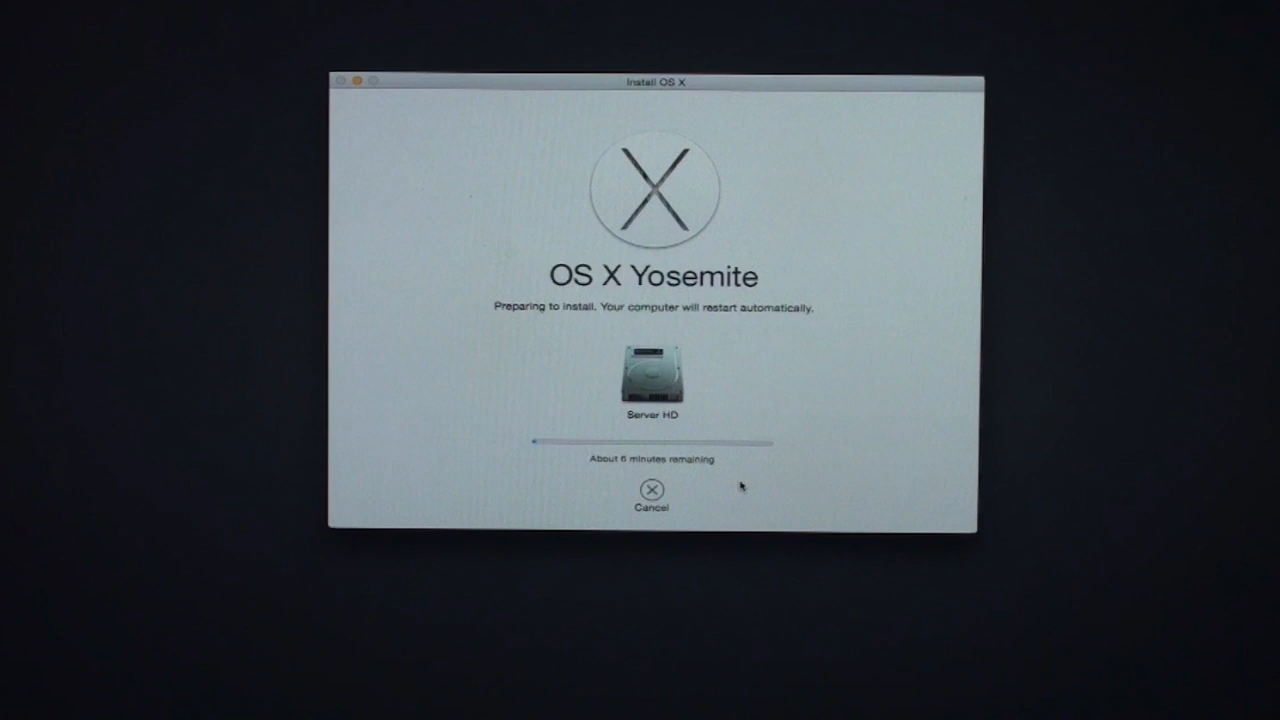 Install OS X
OS X Yosemite
Preparing to install. Your computer will restart automatically.
Server HD
About 6 minutes remaining
Cancel